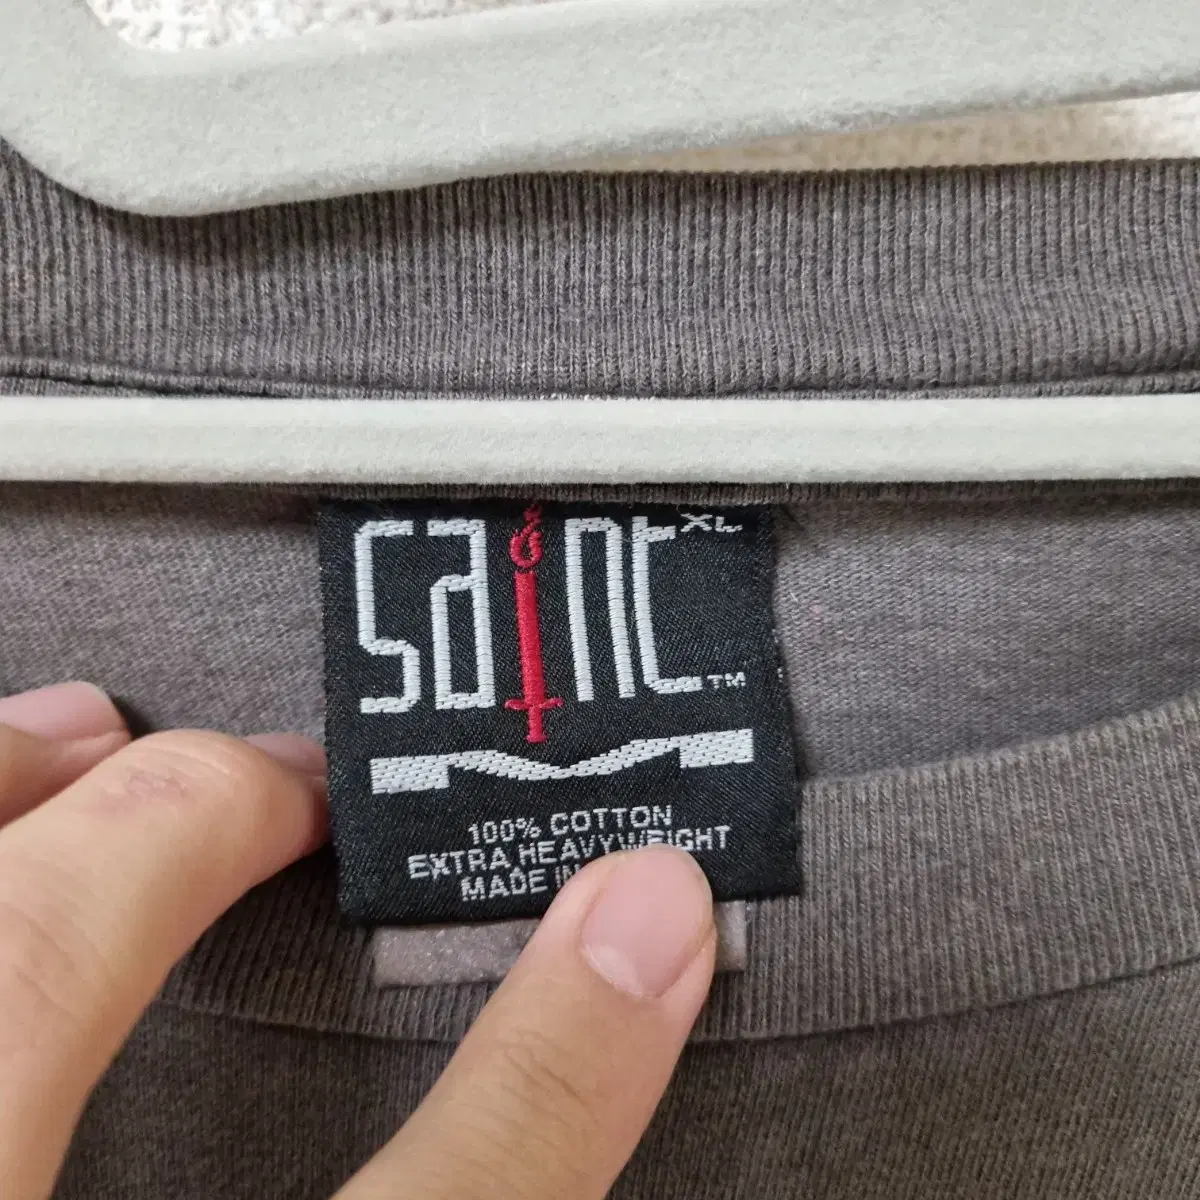 saint XL
TM
100% COTTON
EXTRA HEAVYWEIGHT
MADE IN